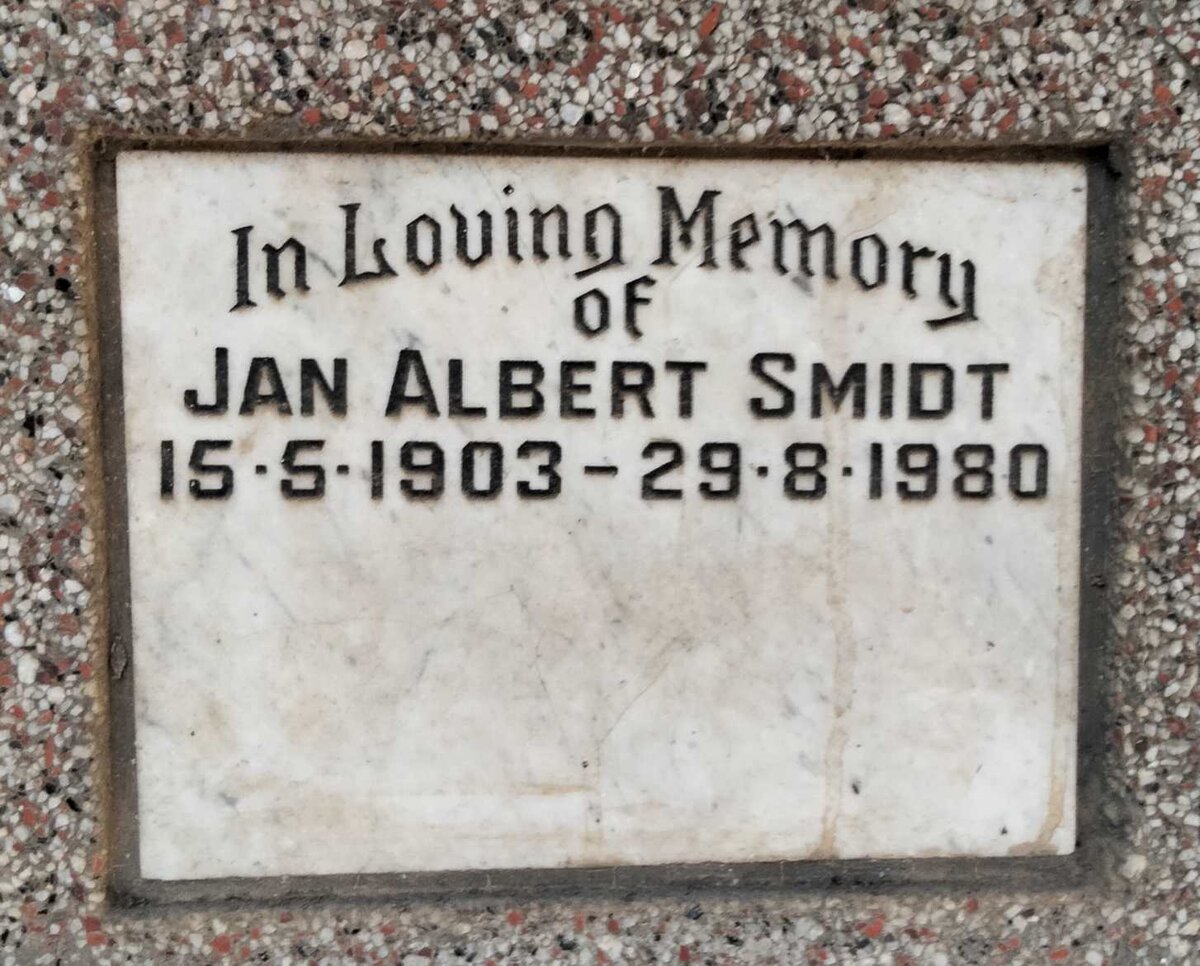 In Loving Memory
of
JAN ALBERT SMIDT
15·5·1903–29·8·1980